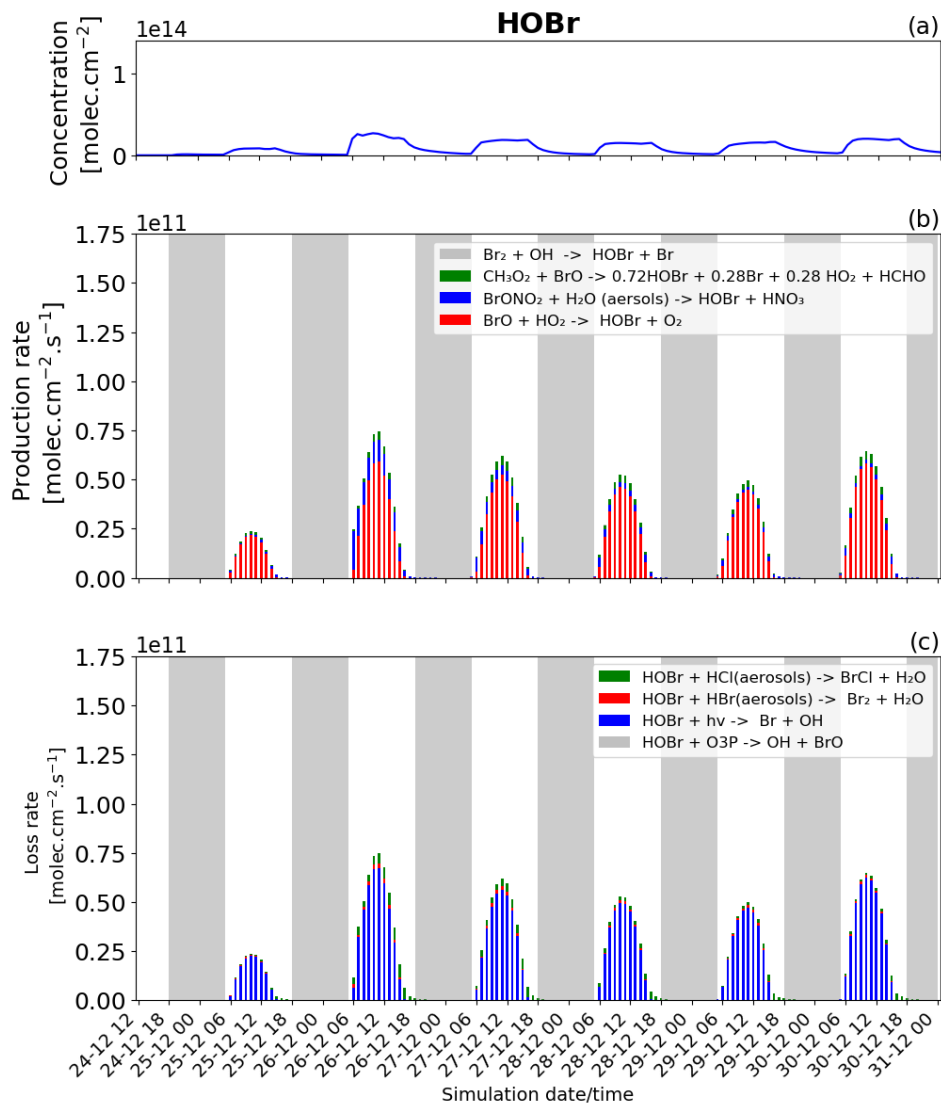 HOBr
(a)
1e14
Concentration
[molec.cm⁻²]
1
0
1e11
(b)
Production rate
[molec.cm⁻².s⁻¹]
1.75
1.50
1.25
1.00
0.75
0.50
0.25
0.00
Br₂ + OH -> HOBr + Br
CH₃O₂ + BrO -> 0.72HOBr + 0.28Br + 0.28 HO₂ + HCHO
BrONO₂ + H₂O (aersols) -> HOBr + HNO₃
BrO + HO₂ -> HOBr + O₂
1e11
(c)
Loss rate
[molec.cm⁻².s⁻¹]
1.75
1.50
1.25
1.00
0.75
0.50
0.25
0.00
HOBr + HCl(aerosols) -> BrCl + H₂O
HOBr + HBr(aerosols) -> Br₂ + H₂O
HOBr + hv -> Br + OH
HOBr + O3P -> OH + BrO
24-12 12
24-12 18
25-12 00
25-12 06
25-12 12
25-12 18
26-12 00
26-12 06
26-12 12
26-12 18
27-12 00
27-12 06
27-12 12
27-12 18
28-12 00
28-12 06
28-12 12
28-12 18
29-12 00
29-12 06
29-12 12
29-12 18
30-12 00
30-12 06
30-12 12
30-12 18
31-12 00
Simulation date/time